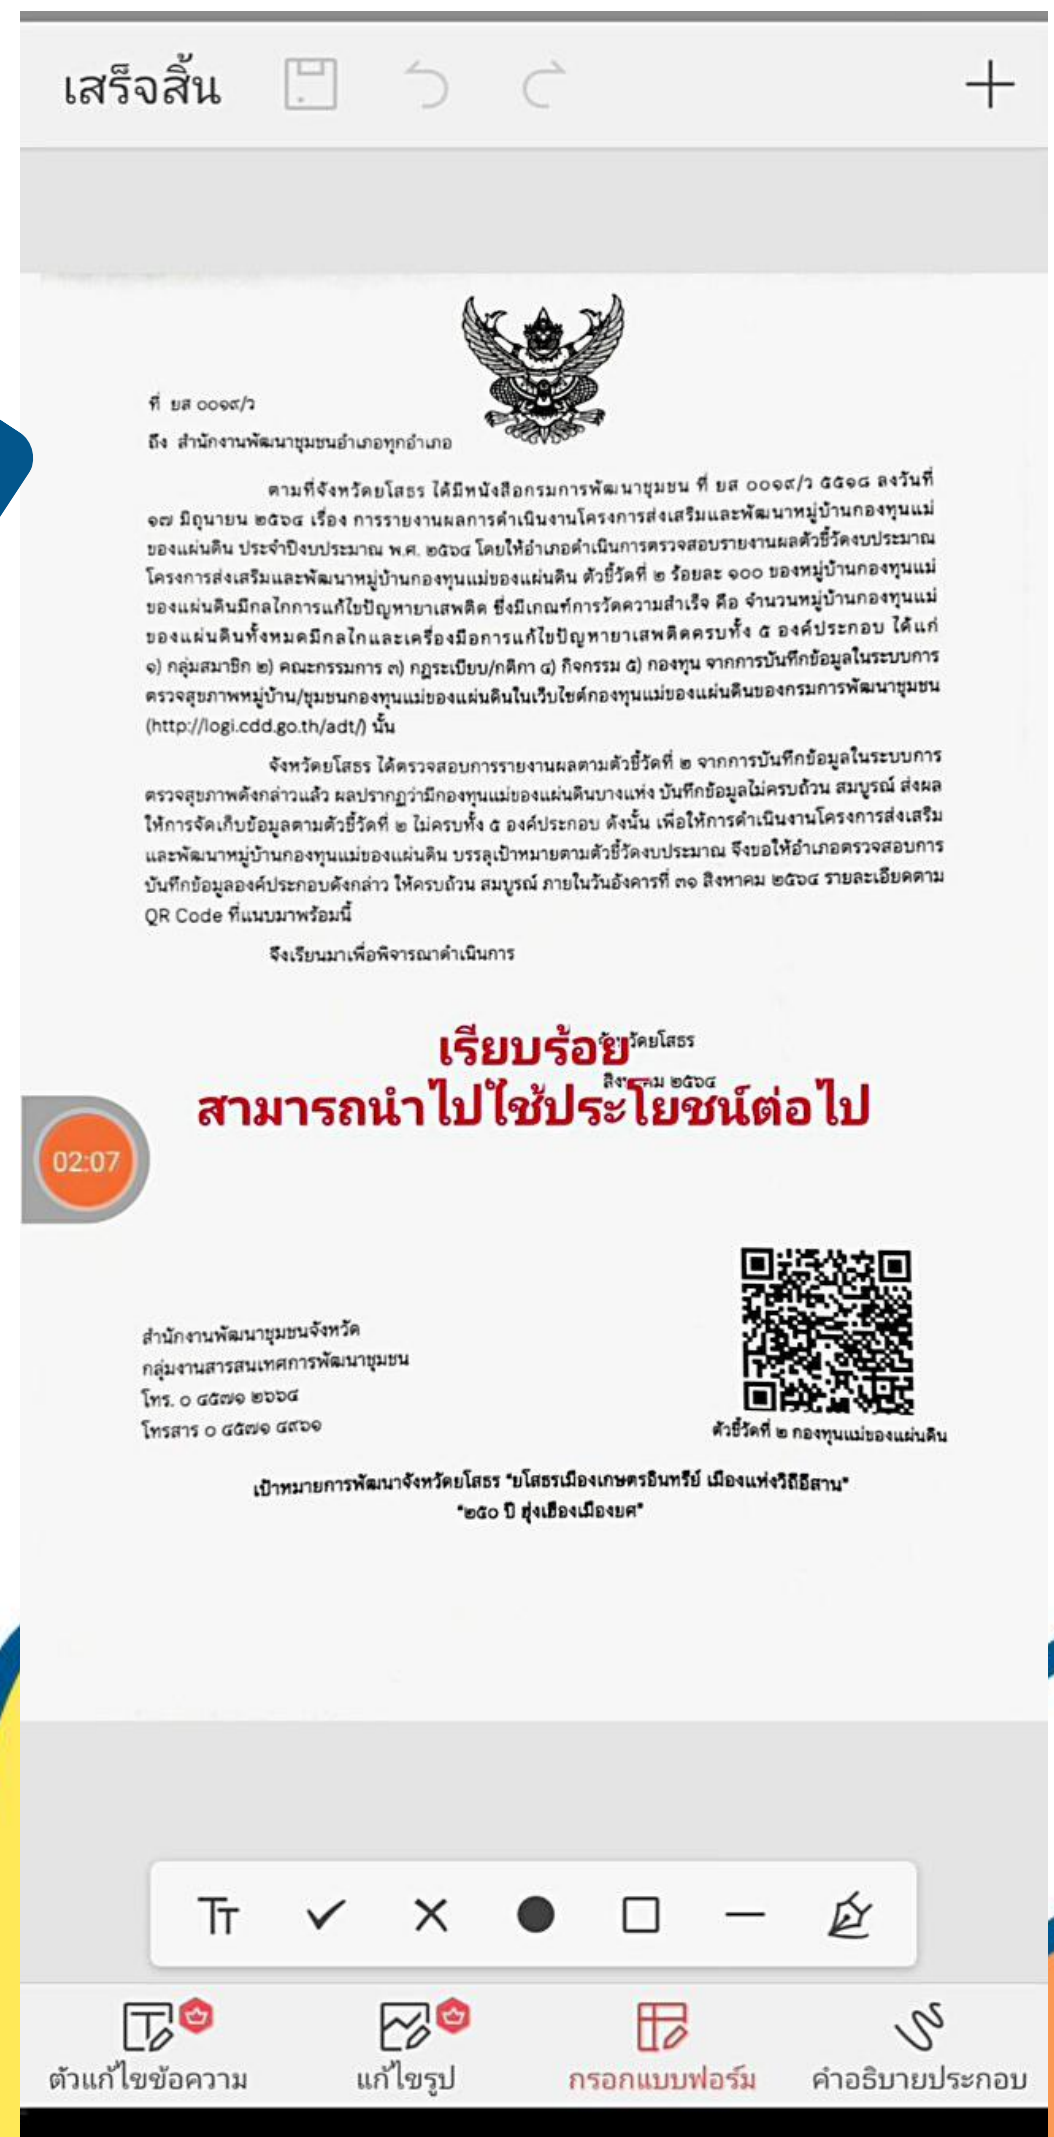 เสร็จสิ้น
ที่ ยส ๐๐๑๙/ว
ถึง สำนักงานพัฒนาชุมชนอำเภอทุกอำเภอ
ตามที่จังหวัดยโสธร ได้มีหนังสือกรมการพัฒนาชุมชน ที่ ยส ๐๐๑๙/ว ๕๕๑๘ ลงวันที่
๑๗ มิถุนายน ๒๕๖๔ เรื่อง การรายงานผลการดำเนินงานโครงการส่งเสริมและพัฒนาหมู่บ้านกองทุนแม่
ของแผ่นดิน ประจำปีงบประมาณ พ.ศ. ๒๕๖๔ โดยให้อำเภอดำเนินการตรวจสอบรายงานผลตัวชี้วัดงบประมาณ
โครงการส่งเสริมและพัฒนาหมู่บ้านกองทุนแม่ของแผ่นดิน ตัวชี้วัดที่ ๒ ร้อยละ ๑๐๐ ของหมู่บ้านกองทุนแม่
ของแผ่นดินมีกลไกการแก้ไขปัญหายาเสพติด ซึ่งมีเกณฑ์การวัดความสำเร็จ คือ จำนวนหมู่บ้านกองทุนแม่
ของแผ่นดินทั้งหมดมีกลไกและเครื่องมือการแก้ไขปัญหายาเสพติดครบทั้ง ๕ องค์ประกอบ ได้แก่
๑) กลุ่มสมาชิก ๒) คณะกรรมการ ๓) กฎระเบียบ/กติกา ๔) กิจกรรม ๕) กองทุน จากการบันทึกข้อมูลในระบบการ
ตรวจสุขภาพหมู่บ้าน/ชุมชนกองทุนแม่ของแผ่นดินในเว็บไซต์กองทุนแม่ของแผ่นดินของกรมการพัฒนาชุมชน
(http://logi.cdd.go.th/adt/) นั้น
จังหวัดยโสธร ได้ตรวจสอบการรายงานผลตามตัวชี้วัดที่ ๒ จากการบันทึกข้อมูลในระบบการ
ตรวจสุขภาพดังกล่าวแล้ว ผลปรากฏว่ามีกองทุนแม่ของแผ่นดินบางแห่ง บันทึกข้อมูลไม่ครบถ้วน สมบูรณ์ ส่งผล
ให้การจัดเก็บข้อมูลตามตัวชี้วัดที่ ๒ ไม่ครบทั้ง ๕ องค์ประกอบ ดังนั้น เพื่อให้การดำเนินงานโครงการส่งเสริม
และพัฒนาหมู่บ้านกองทุนแม่ของแผ่นดิน บรรลุเป้าหมายตามตัวชี้วัดงบประมาณ จึงขอให้อำเภอตรวจสอบการ
บันทึกข้อมูลองค์ประกอบดังกล่าว ให้ครบถ้วน สมบูรณ์ ภายในวันอังคารที่ ๓๑ สิงหาคม ๒๕๖๔ รายละเอียดตาม
QR Code ที่แนบมาพร้อมนี้
จึงเรียนมาเพื่อพิจารณาดำเนินการ
จังหวัดยโสธร
เรียบร้อย
สิงหาคม ๒๕๖๔
สามารถนำไปใช้ประโยชน์ต่อไป
02:07
สำนักงานพัฒนาชุมชนจังหวัด
กลุ่มงานสารสนเทศการพัฒนาชุมชน
โทร. ๐ ๔๕๗๑ ๒๖๖๔
โทรสาร ๐ ๔๕๗๑ ๔๙๖๑
ตัวชี้วัดที่ ๒ กองทุนแม่ของแผ่นดิน
เป้าหมายการพัฒนาจังหวัดยโสธร "ยโสธรเมืองเกษตรอินทรีย์ เมืองแห่งวิถีอีสาน"
"๒๕๐ ปี ฮุ่งเฮืองเมืองยศ"
ตัวแก้ไขข้อความ
แก้ไขรูป
กรอกแบบฟอร์ม
คำอธิบายประกอบ